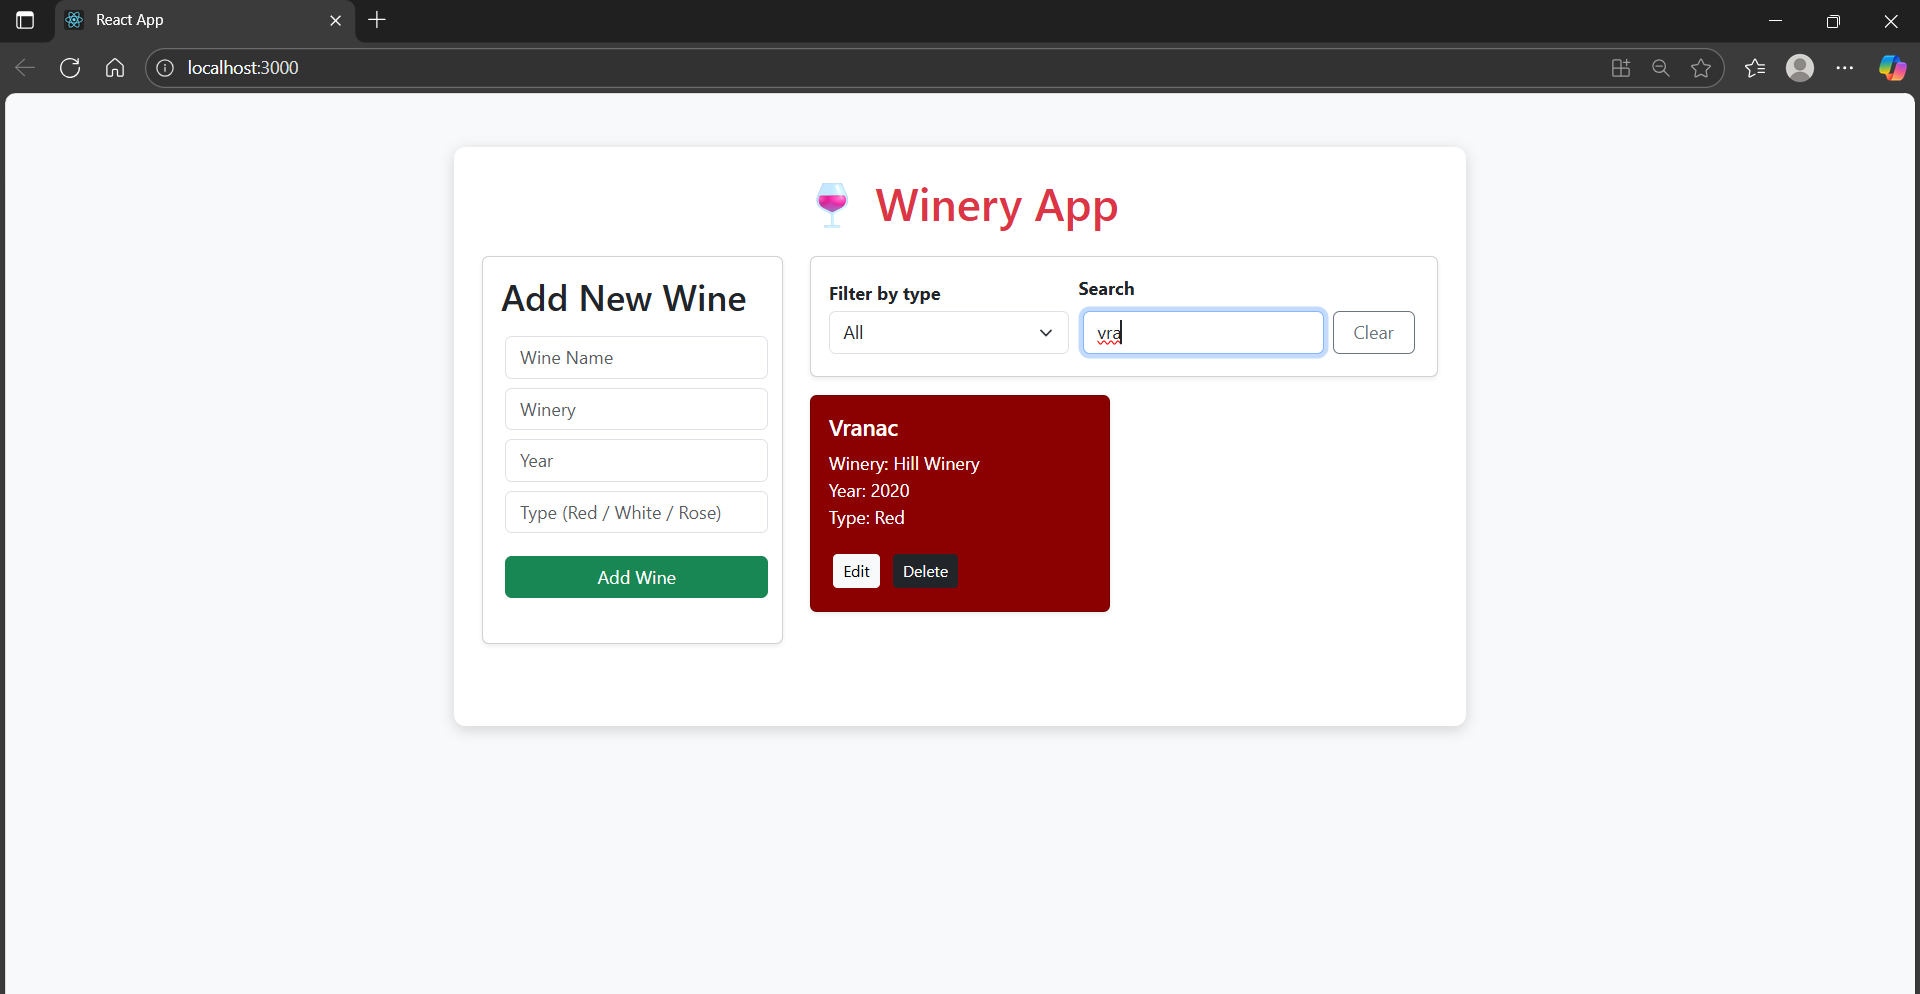 React App
localhost:3000
Winery App
Add New Wine
Wine Name
Winery
Year
Type (Red / White / Rose)
Add Wine
Filter by type
All
Search
vra
Clear
Vranac
Winery: Hill Winery
Year: 2020
Type: Red
Edit Delete